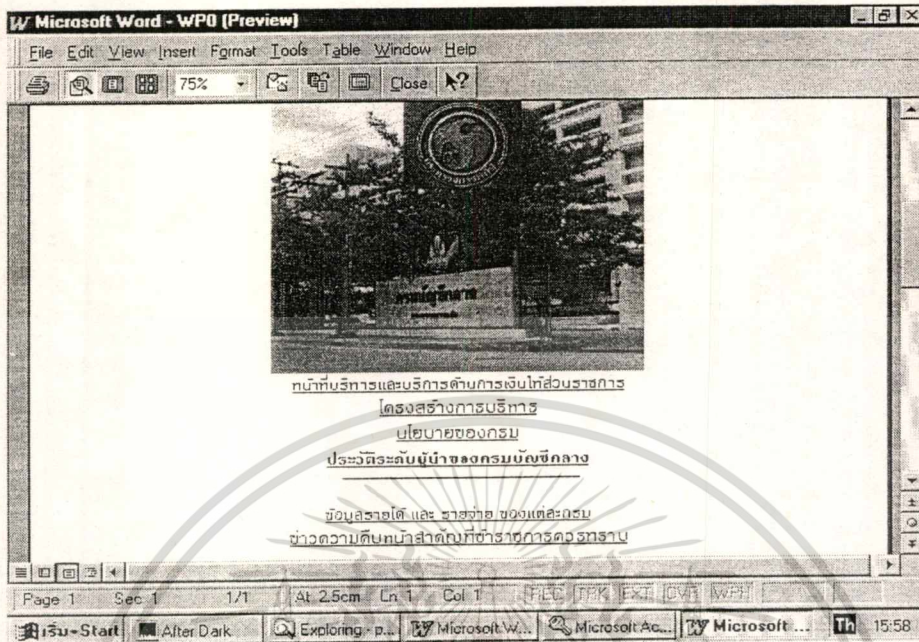 Microsoft Word - WP0 (Preview)
File Edit View Insert Format Tools Table Window Help
75% Close
กรมบัญชีกลาง
หน้าที่บริหารและบริการด้านการเงินให้ส่วนราชการ
โครงสร้างการบริหาร
นโยบายของกรม
ประวัติระดับผู้นำของกรมบัญชีกลาง
ข้อมูลรายได้ และ รายจ่าย ของแต่ละกรม
ข่าวความคืบหน้าสำคัญที่ข้าราชการควรทราบ
Page 1 Sec 1 1/1 At 2.5cm Ln 1 Col 1 REC TRK EXT OVR WPH
เริ่ม-Start After Dark Exploring - p... Microsoft W... Microsoft Ac... Microsoft ... Th 15:58